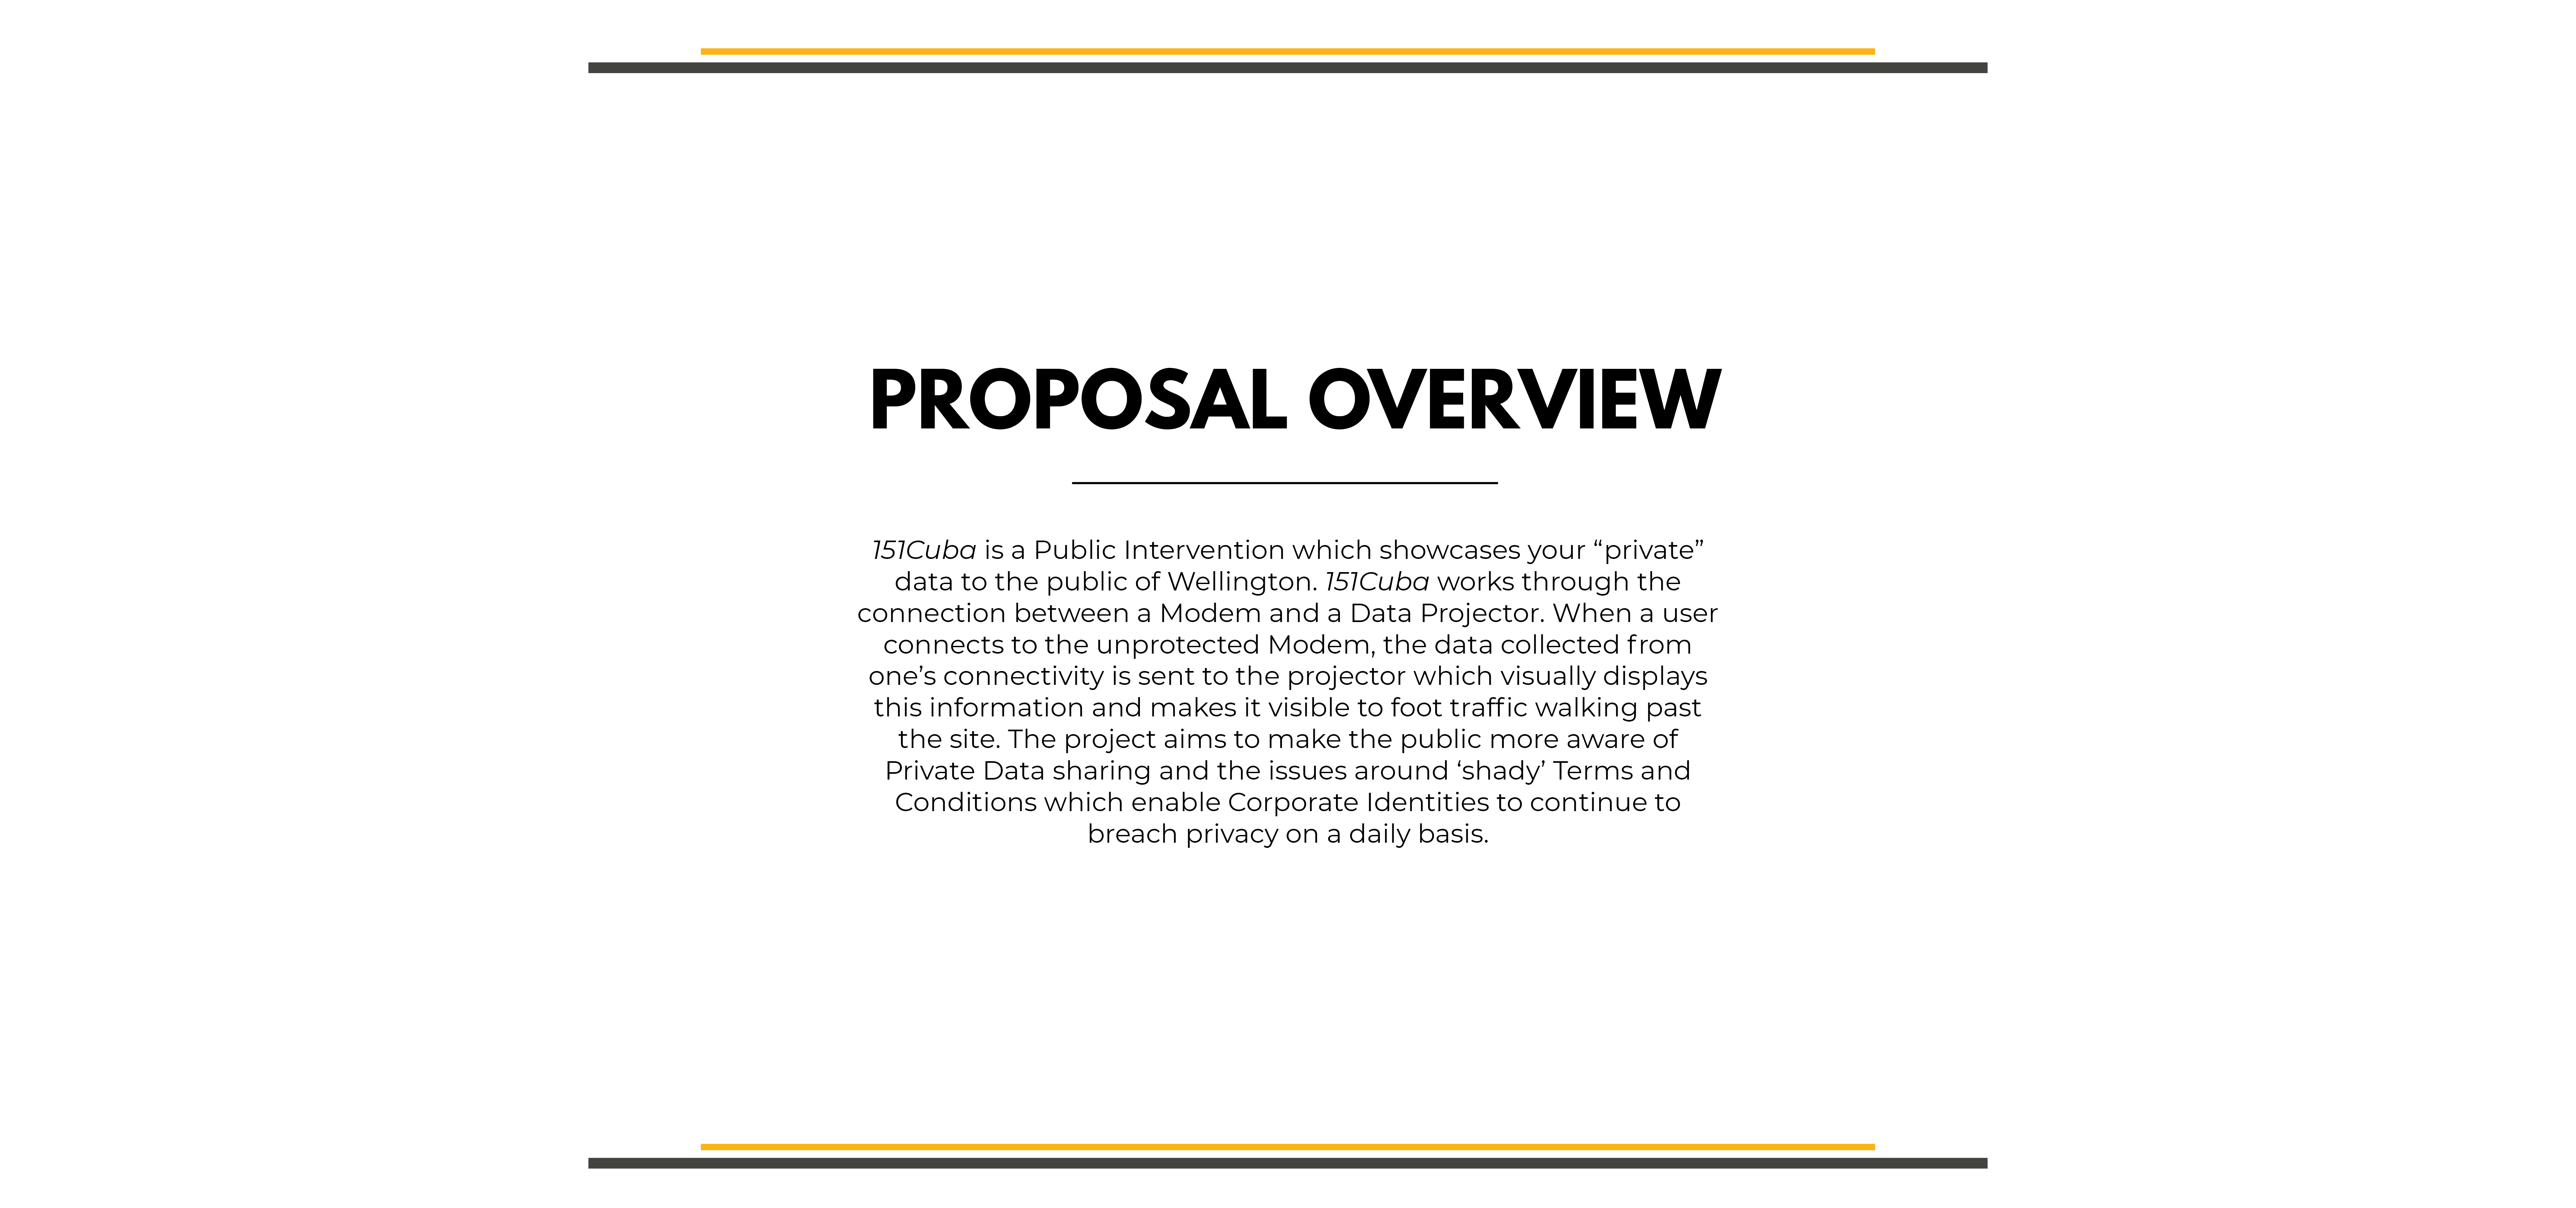 PROPOSAL OVERVIEW
151Cuba is a Public Intervention which showcases your “private”
data to the public of Wellington. 151Cuba works through the
connection between a Modem and a Data Projector. When a user
connects to the unprotected Modem, the data collected from
one’s connectivity is sent to the projector which visually displays
this information and makes it visible to foot traffic walking past
the site. The project aims to make the public more aware of
Private Data sharing and the issues around ‘shady’ Terms and
Conditions which enable Corporate Identities to continue to
breach privacy on a daily basis.